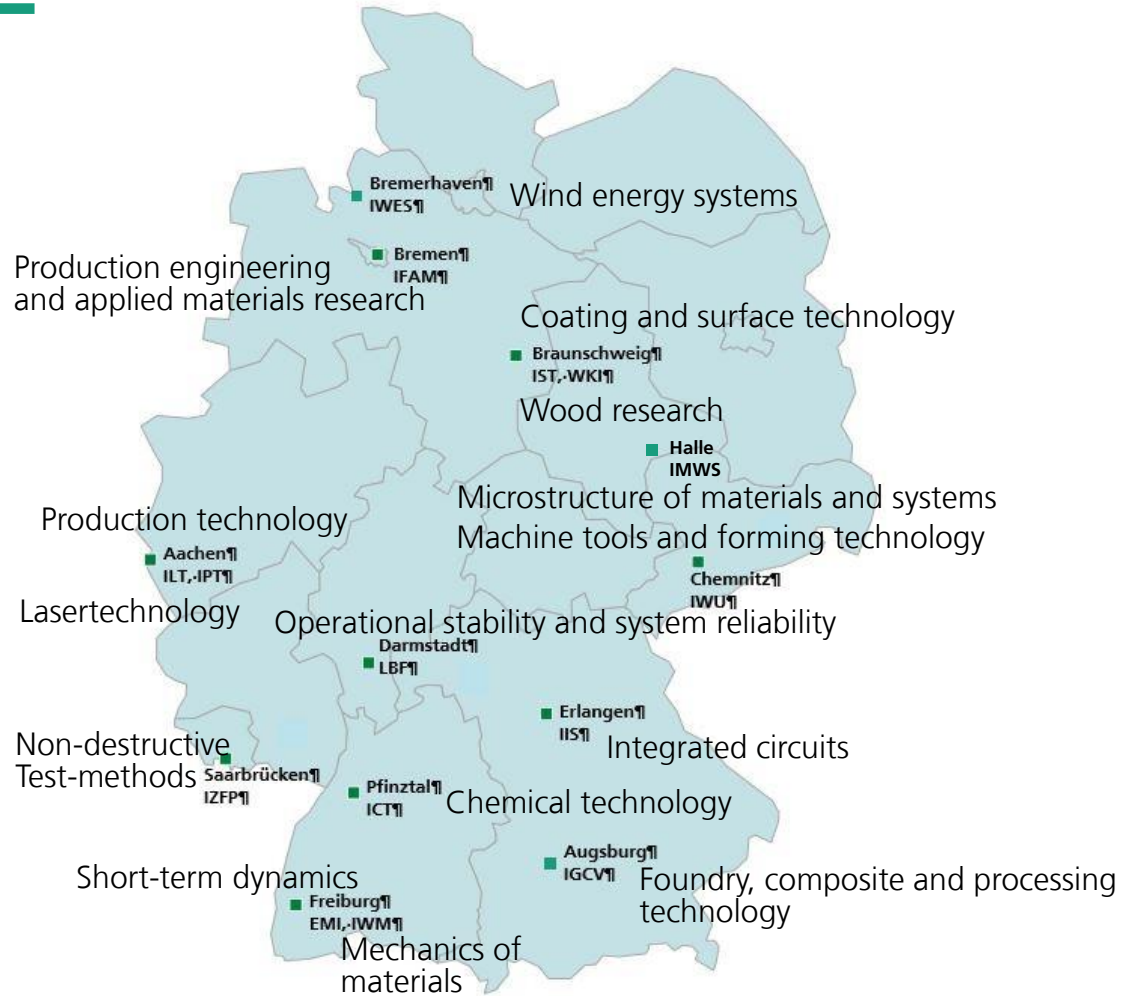 Bremerhaven¶
IWES¶
Wind energy systems
Bremen¶
IFAM¶
Production engineering
and applied materials research
Coating and surface technology
Braunschweig¶
IST,·WKI¶
Wood research
Halle
IMWS
Microstructure of materials and systems
Production technology
Machine tools and forming technology
Aachen¶
ILT,·IPT¶
Chemnitz¶
IWU¶
Lasertechnology
Operational stability and system reliability
Darmstadt¶
LBF¶
Erlangen¶
IIS¶
Integrated circuits
Non-destructive
Test-methods
Saarbrücken¶
IZFP¶
Pfinztal¶
ICT¶
Chemical technology
Augsburg¶
IGCV¶
Foundry, composite and processing
technology
Short-term dynamics
Freiburg¶
EMI,·IWM¶
Mechanics of
materials